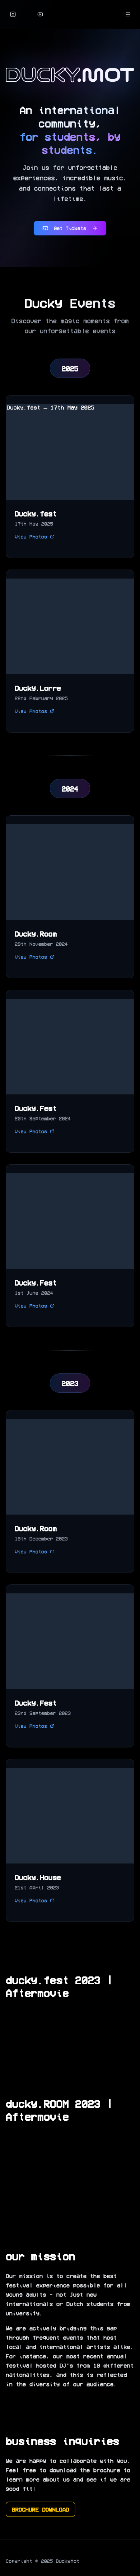 DUCKY.MOT
An international
community,
for students, by
students.
Join us for unforgettable
experiences, incredible music,
and connections that last a
lifetime.
Get Tickets
Ducky Events
Discover the magic moments from
our unforgettable events
2025
Ducky.fest – 17th May 2025
Ducky.fest
17th May 2025
View Photos
Ducky.Lorre
22nd February 2025
View Photos
2024
Ducky.Room
29th November 2024
View Photos
Ducky.Fest
20th September 2024
View Photos
Ducky.Fest
1st June 2024
View Photos
2023
Ducky.Room
15th December 2023
View Photos
Ducky.Fest
23rd September 2023
View Photos
Ducky.House
21st April 2023
View Photos
ducky.fest 2023 |
Aftermovie
ducky.ROOM 2023 |
Aftermovie
our mission
Our mission is to create the best
festival experience possible for all
young adults - not just new
internationals or Dutch students from
university.
We are actively bridging this gap
through frequent events that host
local and international artists alike.
For instance, our most recent annual
festival hosted DJ's from 10 different
nationalities, and this is reflected
in the diversity of our audience.
business inquiries
We are happy to collaborate with you.
Feel free to download the brochure to
learn more about us and see if we are
good fit!
BROCHURE DOWNLOAD
Copyright © 2025 DuckyMot